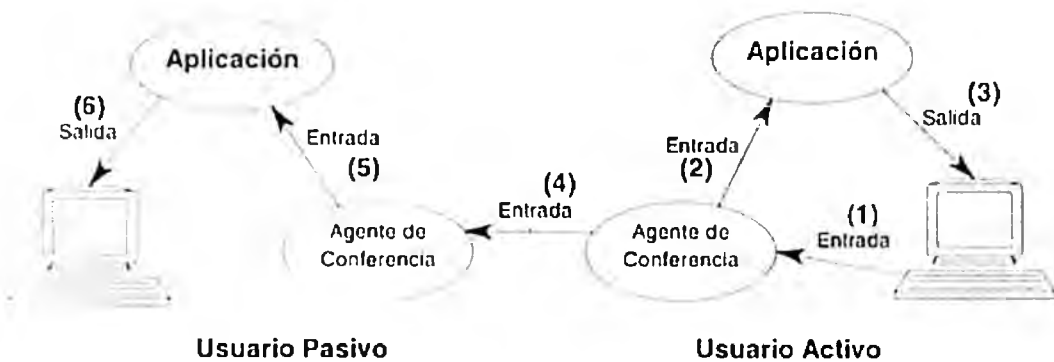 Aplicación
Aplicación
(6)
Salida
Entrada
(5)
(3)
Salida
Entrada
(2)
(4)
Entrada
(1)
Entrada
Agente de
Conferencia
Agente de
Conferencia
Usuario Pasivo
Usuario Activo